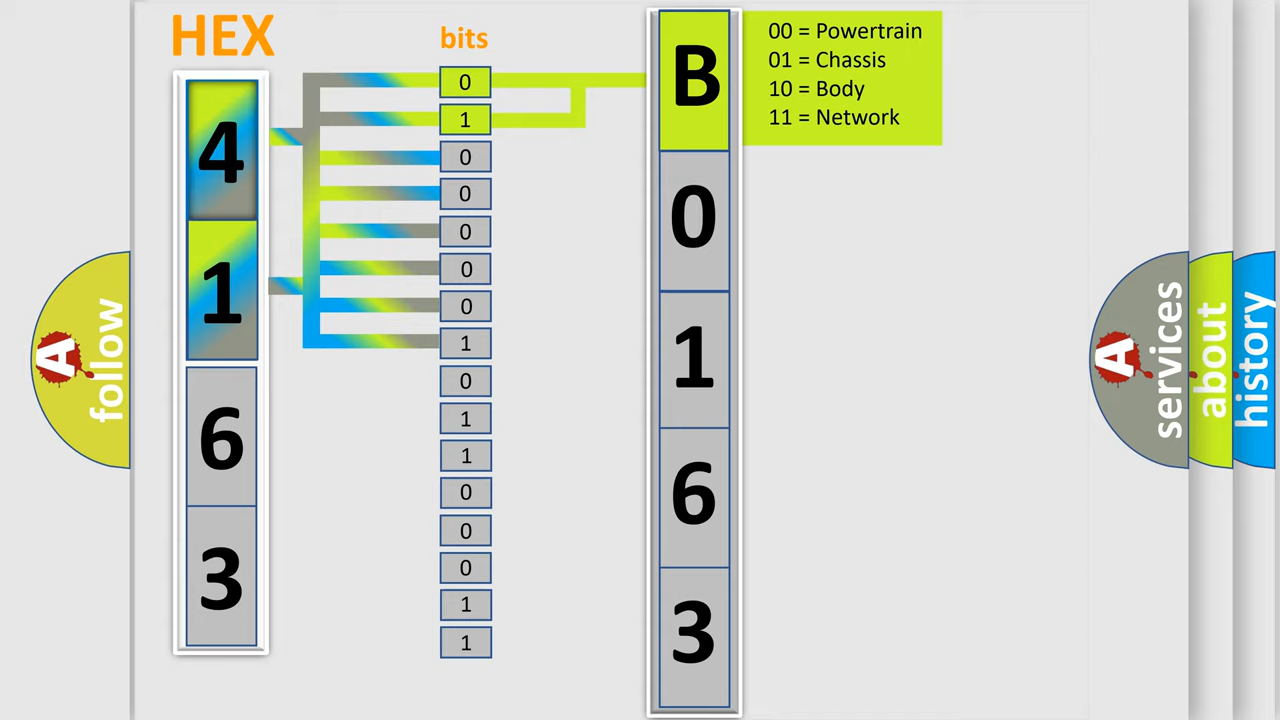 HEX
bits
4
1
6
3
0
1
0
0
0
0
0
1
0
1
1
0
0
0
1
1
B
0
1
6
3
00 = Powertrain
01 = Chassis
10 = Body
11 = Network
A
follow
A
services
about
history